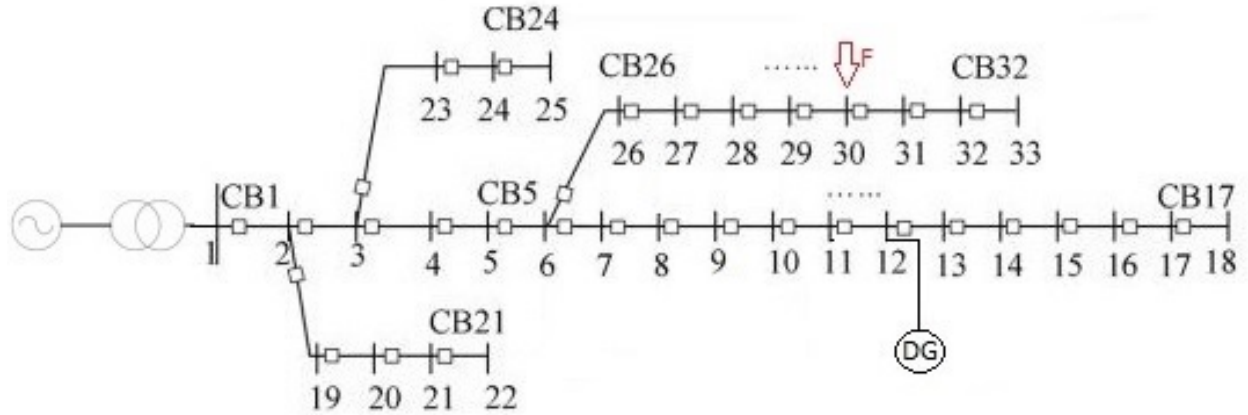 CB24
23 24 25
CB26 ...... F CB32
26 27 28 29 30 31 32 33
CB1 CB5 ...... CB17
1 2 3 4 5 6 7 8 9 10 11 12 13 14 15 16 17 18
CB21
DG
19 20 21 22